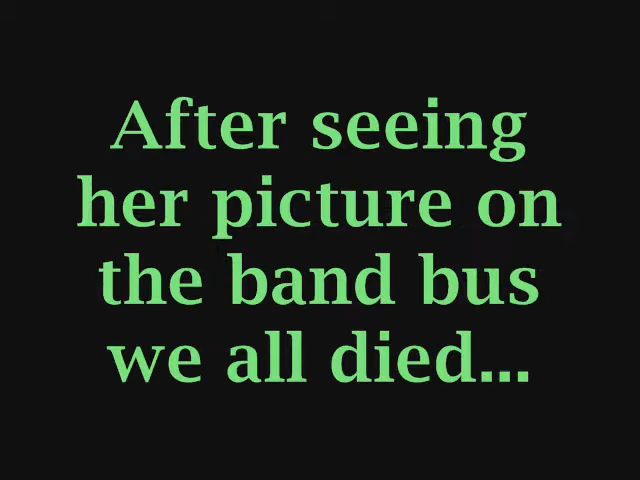 After seeing
her picture on
the band bus
we all died...